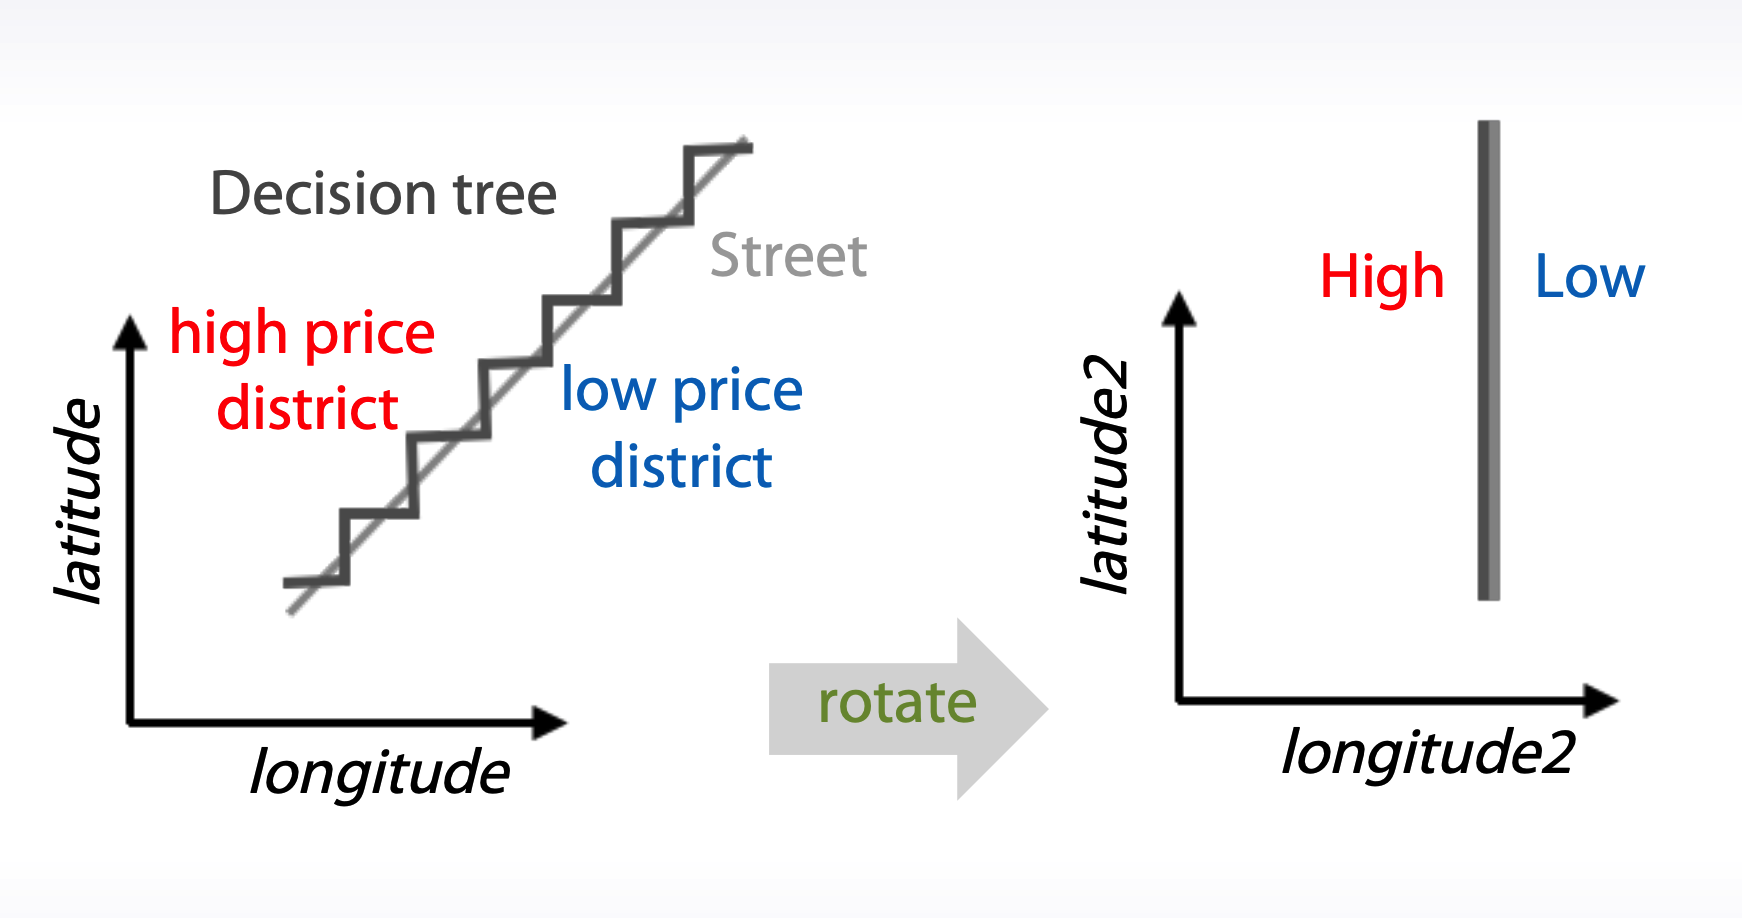 Decision tree
Street
high price
district
low price
district
latitude
longitude
rotate
High
Low
latitude2
longitude2